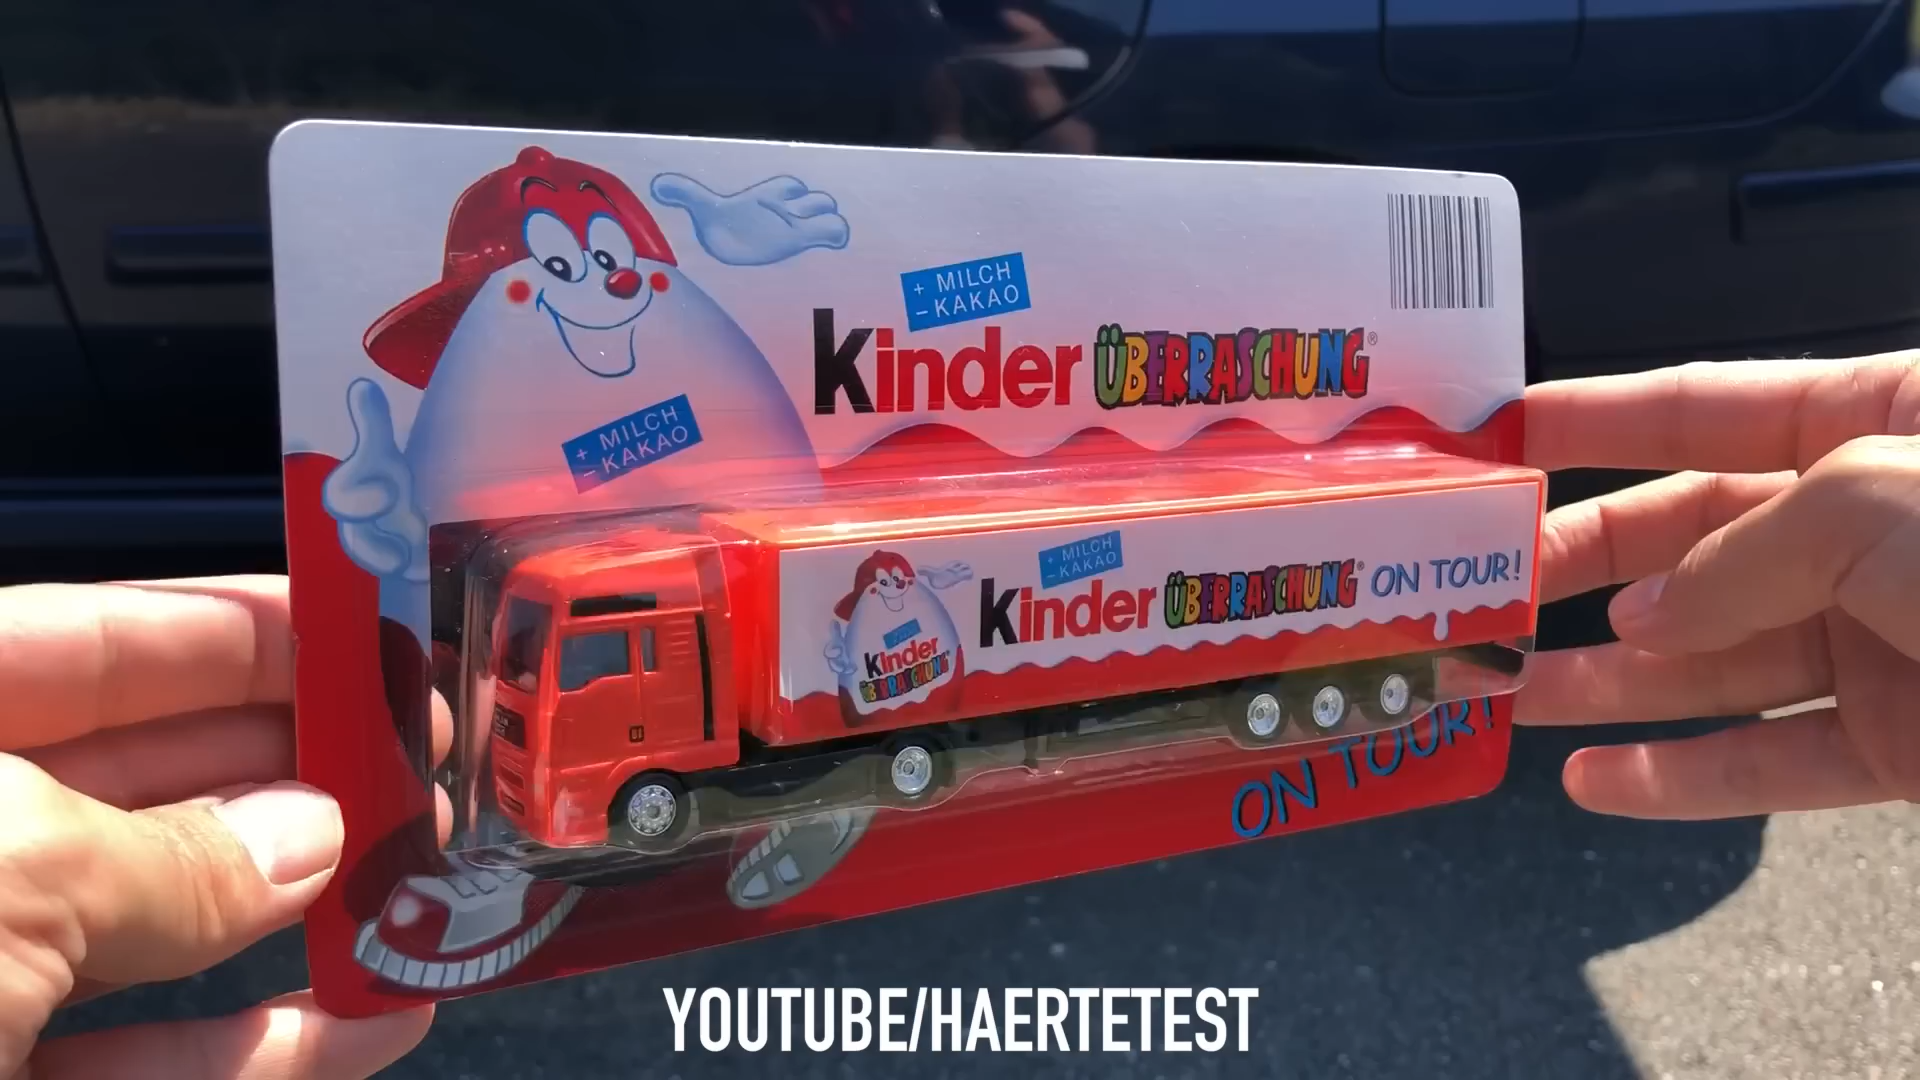 + MILCH
- KAKAO
kinder ÜBERRASCHUNG®
+ MILCH
- KAKAO
+ MILCH
- KAKAO
kinder ÜBERRASCHUNG® ON TOUR!
kinder
ÜBERRASCHUNG
ON TOUR!
YOUTUBE/HAERTETEST